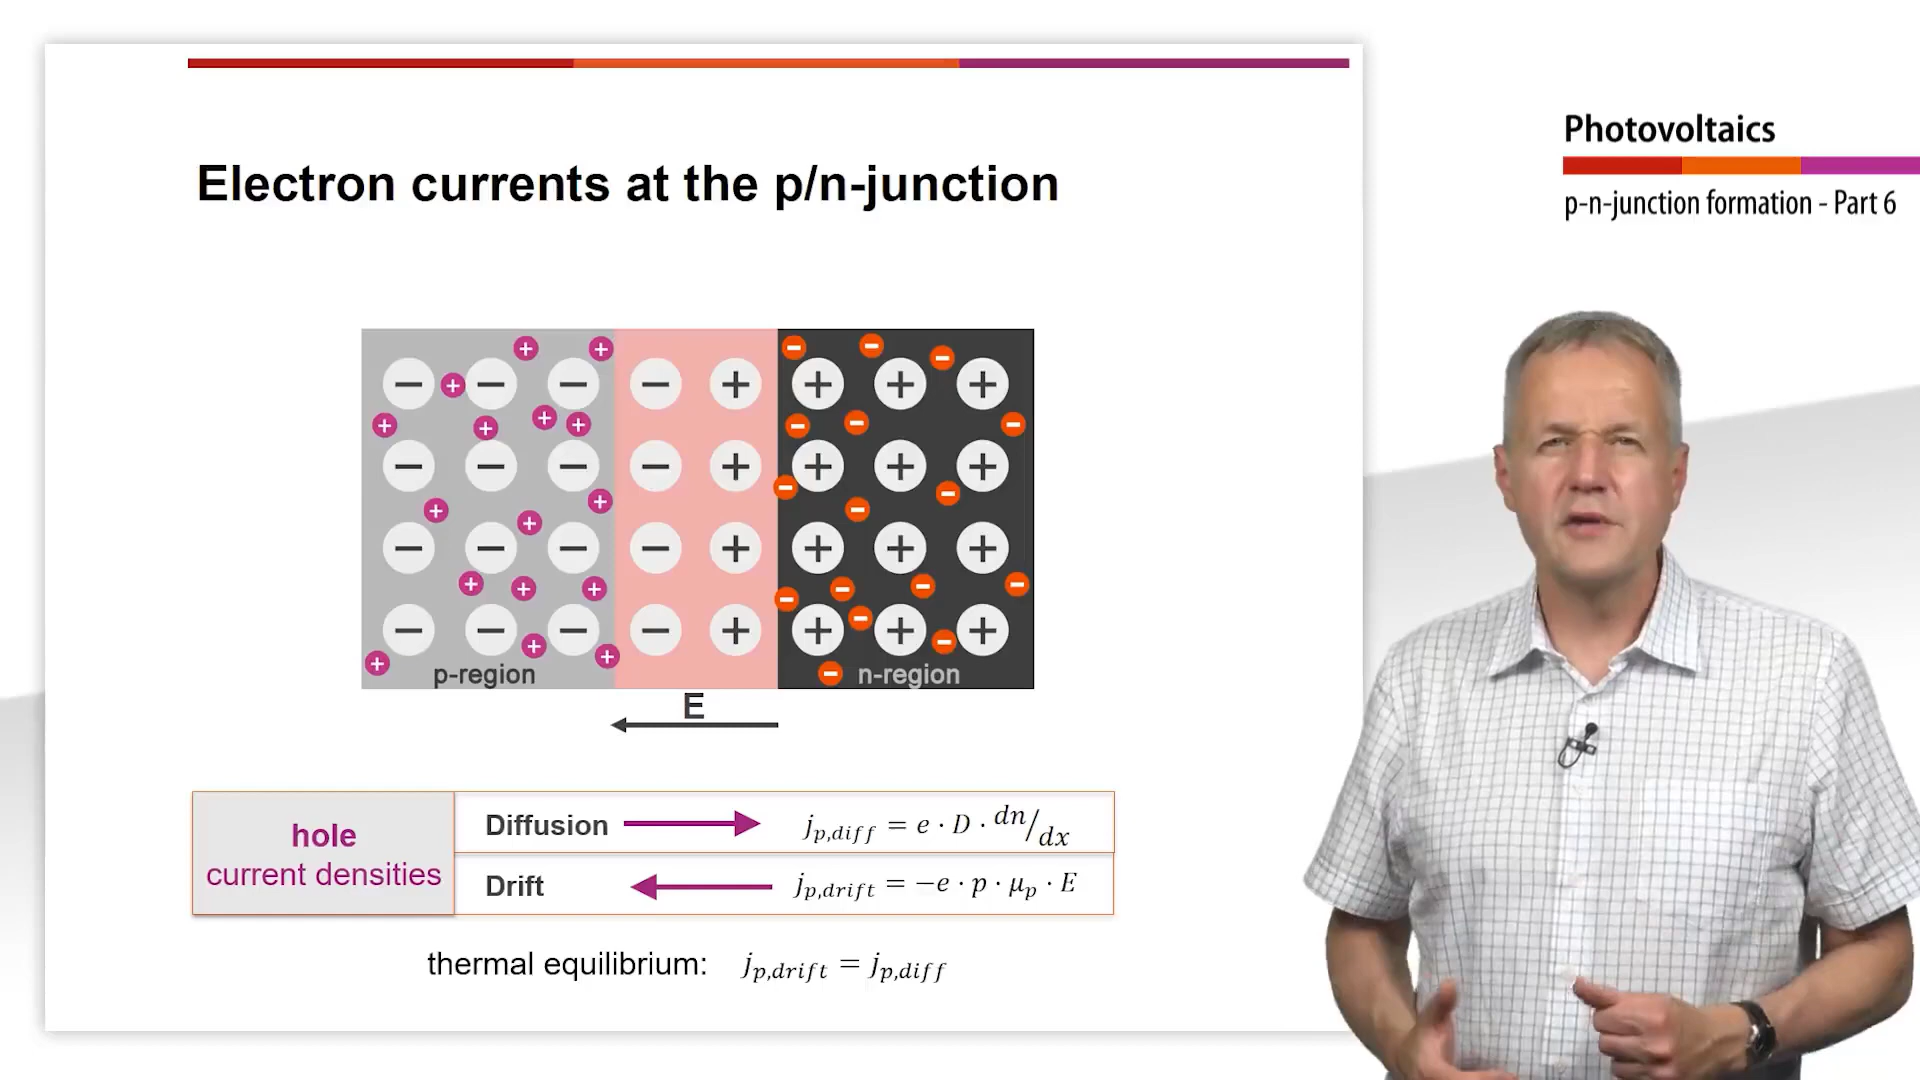 Photovoltaics
p-n-junction formation - Part 6
Electron currents at the p/n-junction
p-region
n-region
E
hole
current densities
Diffusion
j_{p,diff} = e · D · dn/dx
Drift
j_{p,drift} = −e · p · μ_p · E
thermal equilibrium: j_{p,drift} = j_{p,diff}